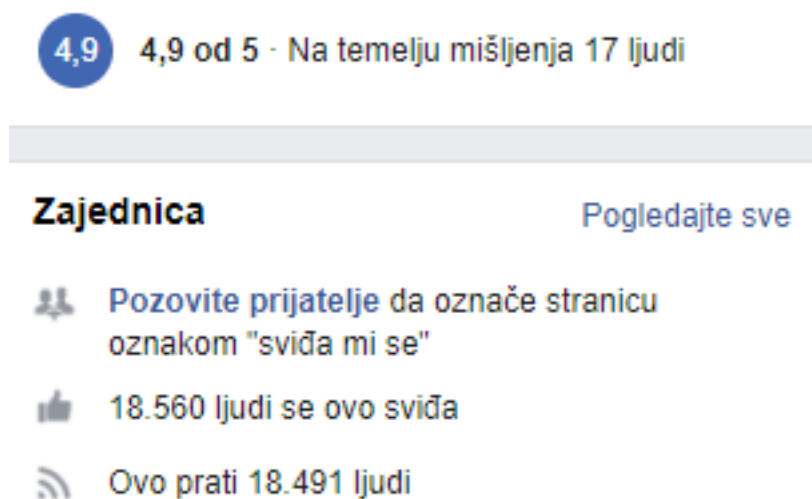 4,9 4,9 od 5 · Na temelju mišljenja 17 ljudi
Zajednica Pogledajte sve
Pozovite prijatelje da označe stranicu
oznakom "sviđa mi se"
18.560 ljudi se ovo sviđa
Ovo prati 18.491 ljudi